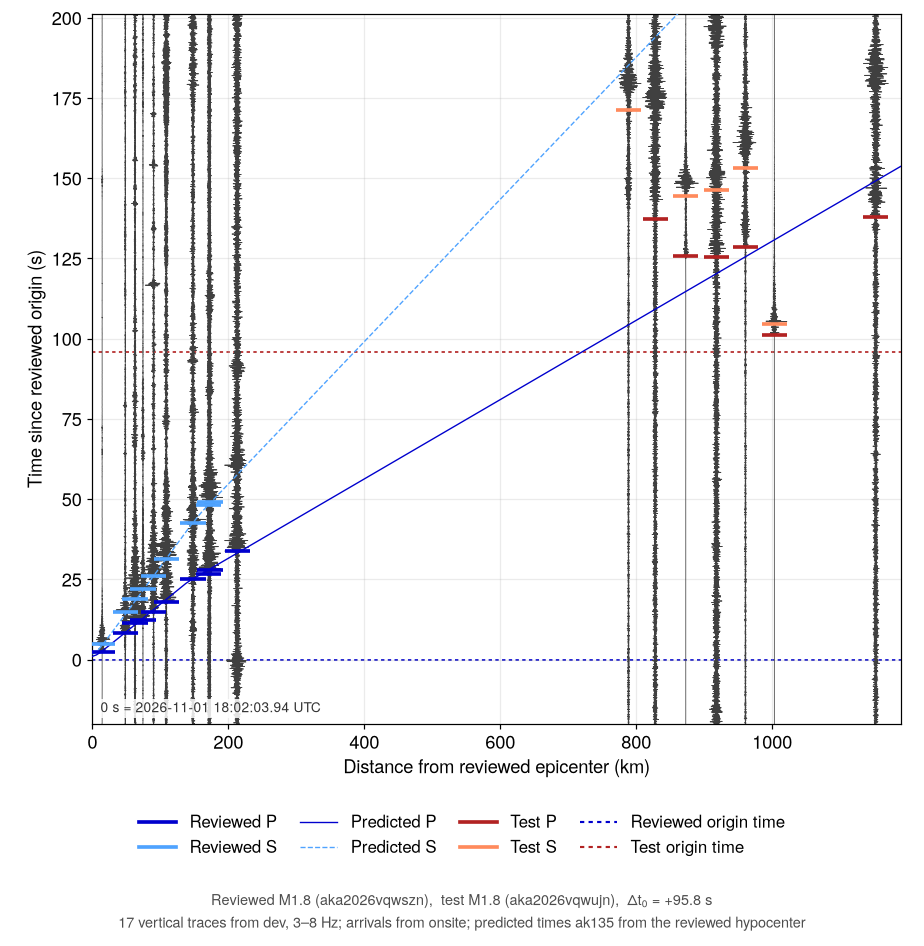 200
175
150
125
100
75
50
25
0
Time since reviewed origin (s)
0 s = 2026-11-01 18:02:03.94 UTC
0 200 400 600 800 1000
Distance from reviewed epicenter (km)
Reviewed P Predicted P Test P Reviewed origin time
Reviewed S Predicted S Test S Test origin time
Reviewed M1.8 (aka2026vqwszn), test M1.8 (aka2026vqwujn), Δt₀ = +95.8 s
17 vertical traces from dev, 3–8 Hz; arrivals from onsite; predicted times ak135 from the reviewed hypocenter